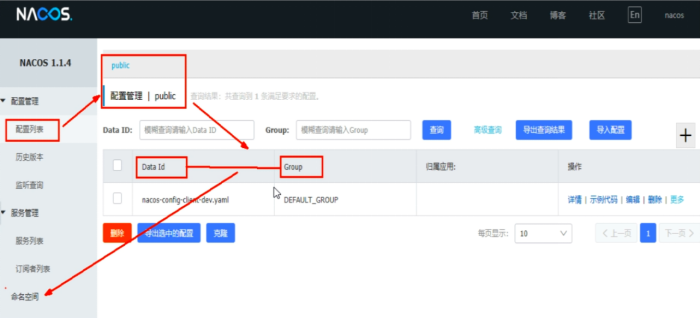 NACOS.
首页 文档 博客 社区 En nacos
NACOS 1.1.4
public
配置管理
配置管理 | public 查询结果：共查询到 1 条满足要求的配置。
配置列表
Data ID: 模糊查询请输入Data ID Group: 模糊查询请输入Group 查询 高级查询 导出查询结果 导入配置 +
历史版本
监听查询
Data Id Group 归属应用: 操作
nacos-config-client-dev.yaml DEFAULT_GROUP 详情 | 示例代码 | 编辑 | 删除 | 更多
服务管理
服务列表
删除 导出选中的配置 克隆 每页显示: 10 < 上一页 1 下一页 >
订阅者列表
命名空间